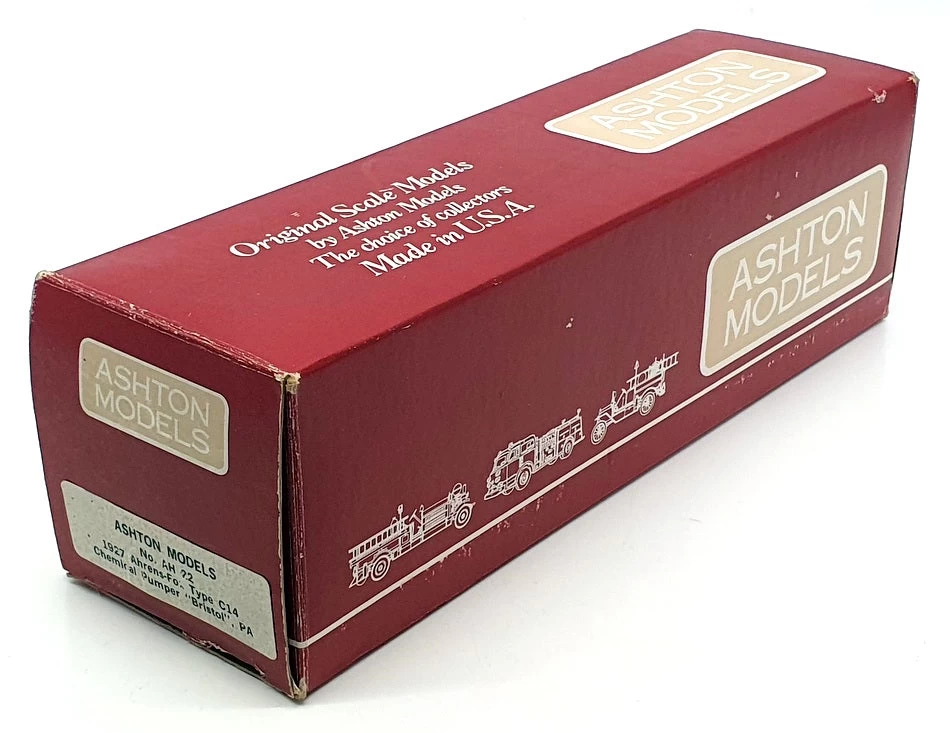 ASHTON
MODELS
Original Scale Models
by Ashton Models
The choice of collectors
Made in U.S.A.
ASHTON
MODELS
ASHTON
MODELS
ASHTON MODELS
No. AH 22
1927 Ahrens-Fox Type C14
Chemical Pumper "Bristol", PA